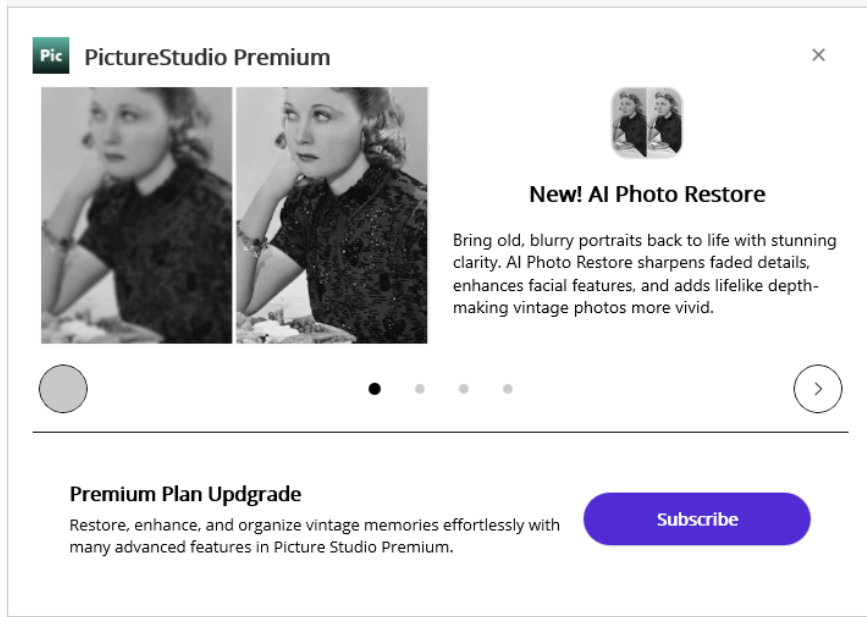 Pic PictureStudio Premium
New! AI Photo Restore
Bring old, blurry portraits back to life with stunning
clarity. AI Photo Restore sharpens faded details,
enhances facial features, and adds lifelike depth-
making vintage photos more vivid.
Premium Plan Updgrade
Restore, enhance, and organize vintage memories effortlessly with
many advanced features in Picture Studio Premium.
Subscribe